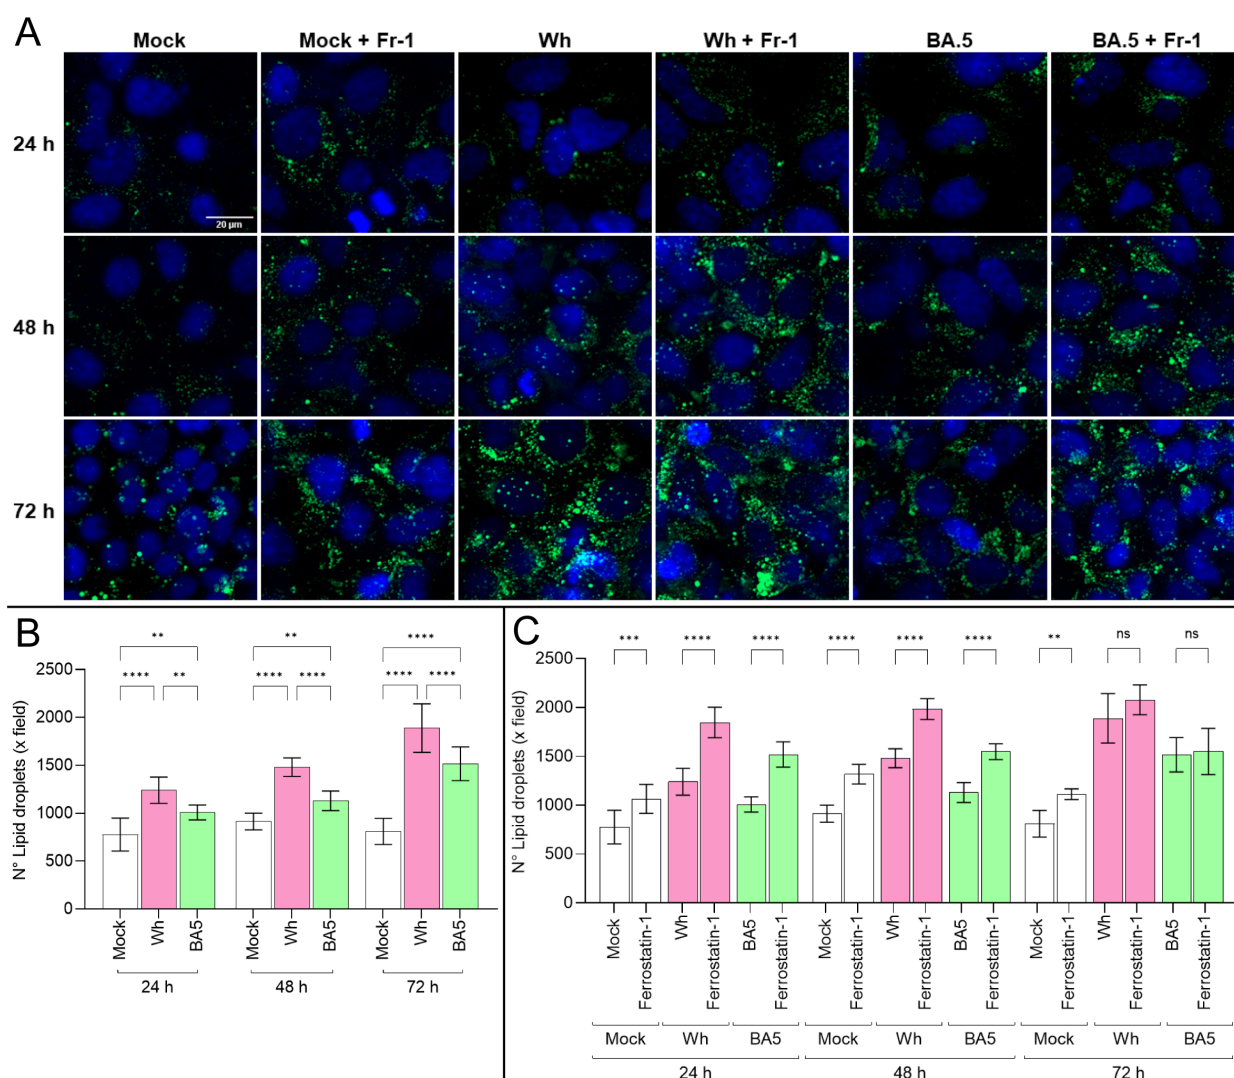 A
Mock
Mock + Fr-1
Wh
Wh + Fr-1
BA.5
BA.5 + Fr-1
24 h
20 µm
48 h
72 h
B
** ** ****
**** ** **** **** **** ****
N° Lipid droplets (x field)
2500
2000
1500
1000
500
0
Mock Wh BA5 Mock Wh BA5 Mock Wh BA5
24 h 48 h 72 h
C
*** **** **** **** **** **** ** ns ns
N° Lipid droplets (x field)
2500
2000
1500
1000
500
0
Mock Ferrostatin-1 Wh Ferrostatin-1 BA5 Ferrostatin-1 Mock Ferrostatin-1 Wh Ferrostatin-1 BA5 Ferrostatin-1 Mock Ferrostatin-1 Wh Ferrostatin-1 BA5 Ferrostatin-1
Mock Wh BA5 Mock Wh BA5 Mock Wh BA5
24 h 48 h 72 h